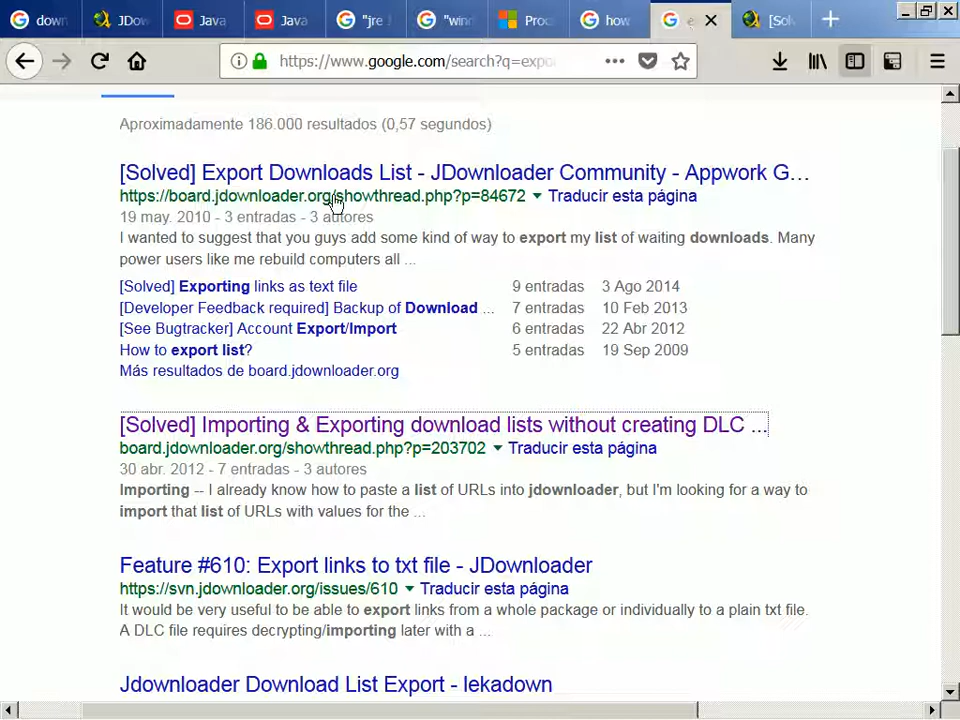 down
JDow
Java
Java
"jre
"win
Proc
how
e
[Sol
https://www.google.com/search?q=expo
Aproximadamente 186.000 resultados (0,57 segundos)
[Solved] Export Downloads List - JDownloader Community - Appwork G...
https://board.jdownloader.org/showthread.php?p=84672 Traducir esta página
19 may. 2010 - 3 entradas - 3 autores
I wanted to suggest that you guys add some kind of way to export my list of waiting downloads. Many
power users like me rebuild computers all ...
[Solved] Exporting links as text file 9 entradas 3 Ago 2014
[Developer Feedback required] Backup of Download ... 7 entradas 10 Feb 2013
[See Bugtracker] Account Export/Import 6 entradas 22 Abr 2012
How to export list? 5 entradas 19 Sep 2009
Más resultados de board.jdownloader.org
[Solved] Importing & Exporting download lists without creating DLC ...
board.jdownloader.org/showthread.php?p=203702 Traducir esta página
30 abr. 2012 - 7 entradas - 3 autores
Importing -- I already know how to paste a list of URLs into jdownloader, but I'm looking for a way to
import that list of URLs with values for the ...
Feature #610: Export links to txt file - JDownloader
https://svn.jdownloader.org/issues/610 Traducir esta página
It would be very useful to be able to export links from a whole package or individually to a plain txt file.
A DLC file requires decrypting/importing later with a ...
Jdownloader Download List Export - lekadown